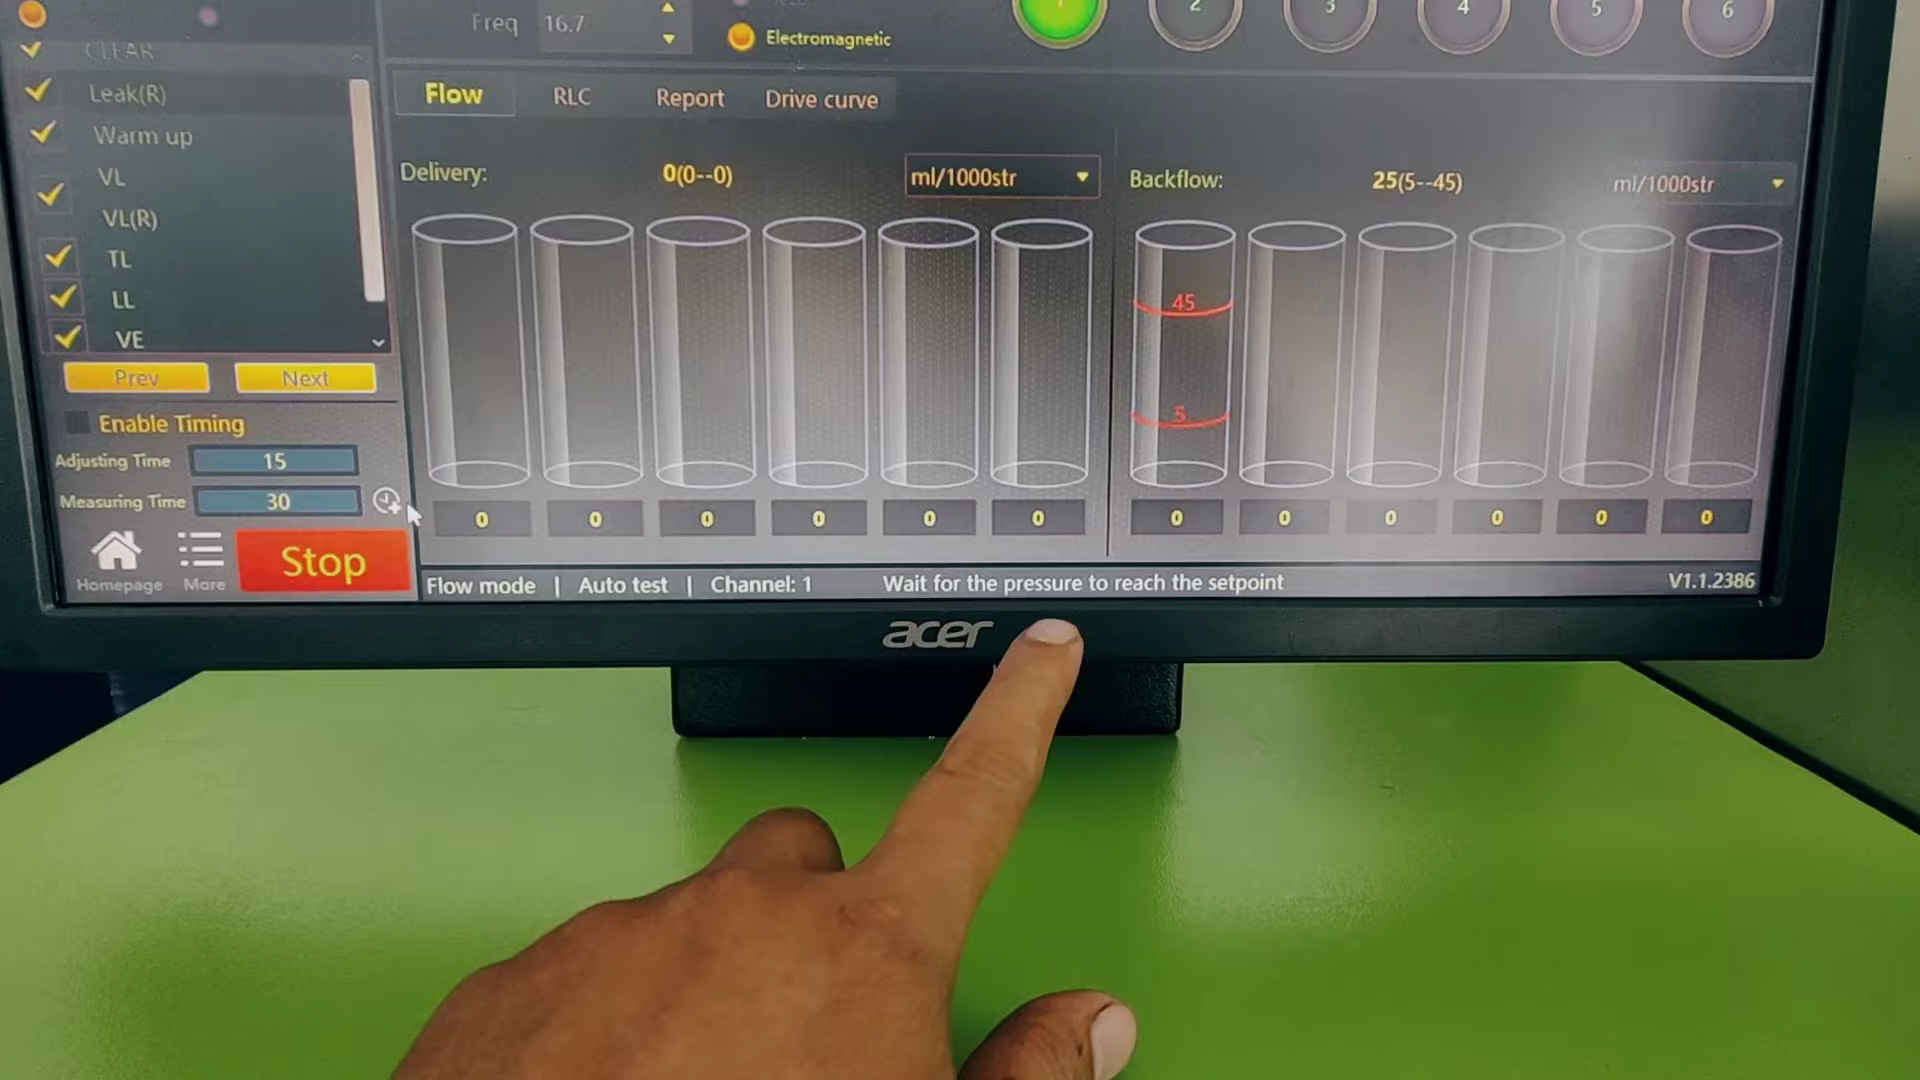 Freq 16.7
Electromagnetic
1 2 3 4 5 6
CLEAR
Leak(R)
Warm up
VL
VL(R)
TL
LL
VE
Prev Next
Enable Timing
Adjusting Time 15
Measuring Time 30
Homepage More Stop
Flow RLC Report Drive curve
Delivery: 0(0--0) ml/1000str
Backflow: 25(5--45) ml/1000str
45
5
0 0 0 0 0 0 0 0 0 0 0 0
Flow mode | Auto test | Channel: 1 Wait for the pressure to reach the setpoint V1.1.2386
acer